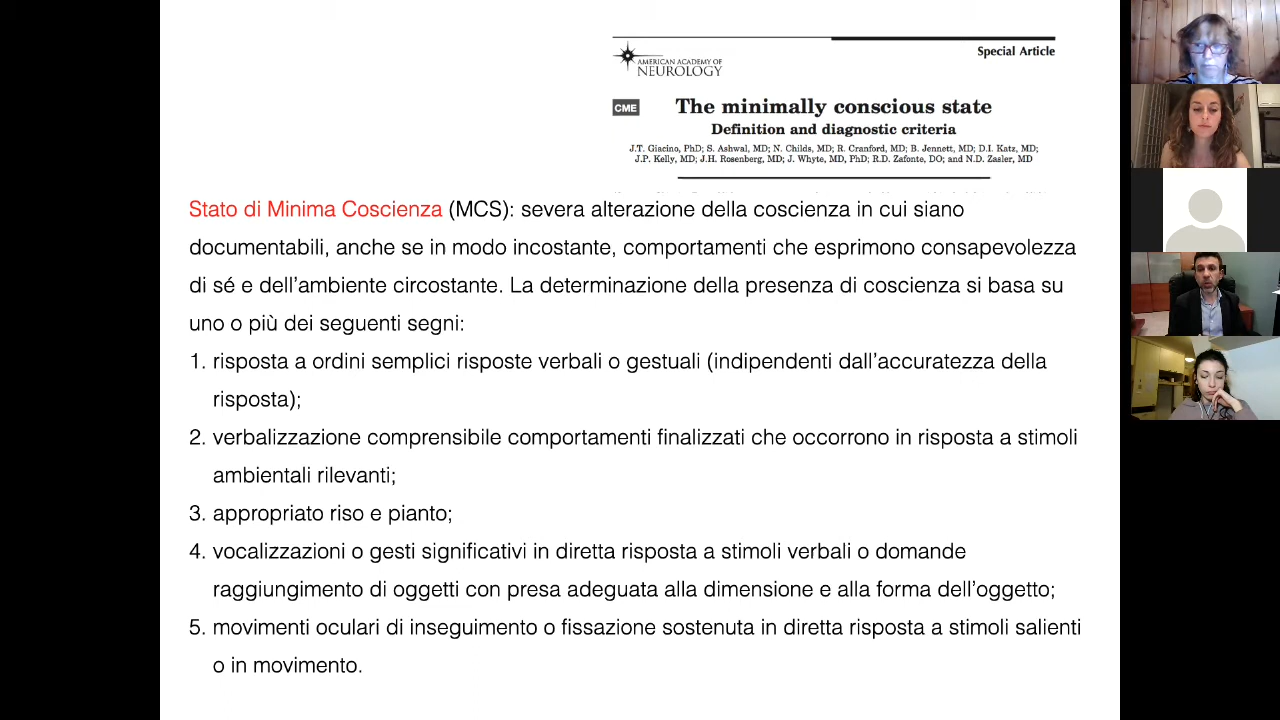 Special Article
AMERICAN ACADEMY OF
NEUROLOGY
CME
The minimally conscious state
Definition and diagnostic criteria
J.T. Giacino, PhD; S. Ashwal, MD; N. Childs, MD; R. Cranford, MD; B. Jennett, MD; D.I. Katz, MD;
J.P. Kelly, MD; J.H. Rosenberg, MD; J. Whyte, MD, PhD; R.D. Zafonte, DO; and N.D. Zasler, MD
Stato di Minima Coscienza (MCS): severa alterazione della coscienza in cui siano
documentabili, anche se in modo incostante, comportamenti che esprimono consapevolezza
di sé e dell’ambiente circostante. La determinazione della presenza di coscienza si basa su
uno o più dei seguenti segni:
1. risposta a ordini semplici risposte verbali o gestuali (indipendenti dall’accuratezza della
risposta);
2. verbalizzazione comprensibile comportamenti finalizzati che occorrono in risposta a stimoli
ambientali rilevanti;
3. appropriato riso e pianto;
4. vocalizzazioni o gesti significativi in diretta risposta a stimoli verbali o domande
raggiungimento di oggetti con presa adeguata alla dimensione e alla forma dell’oggetto;
5. movimenti oculari di inseguimento o fissazione sostenuta in diretta risposta a stimoli salienti
o in movimento.